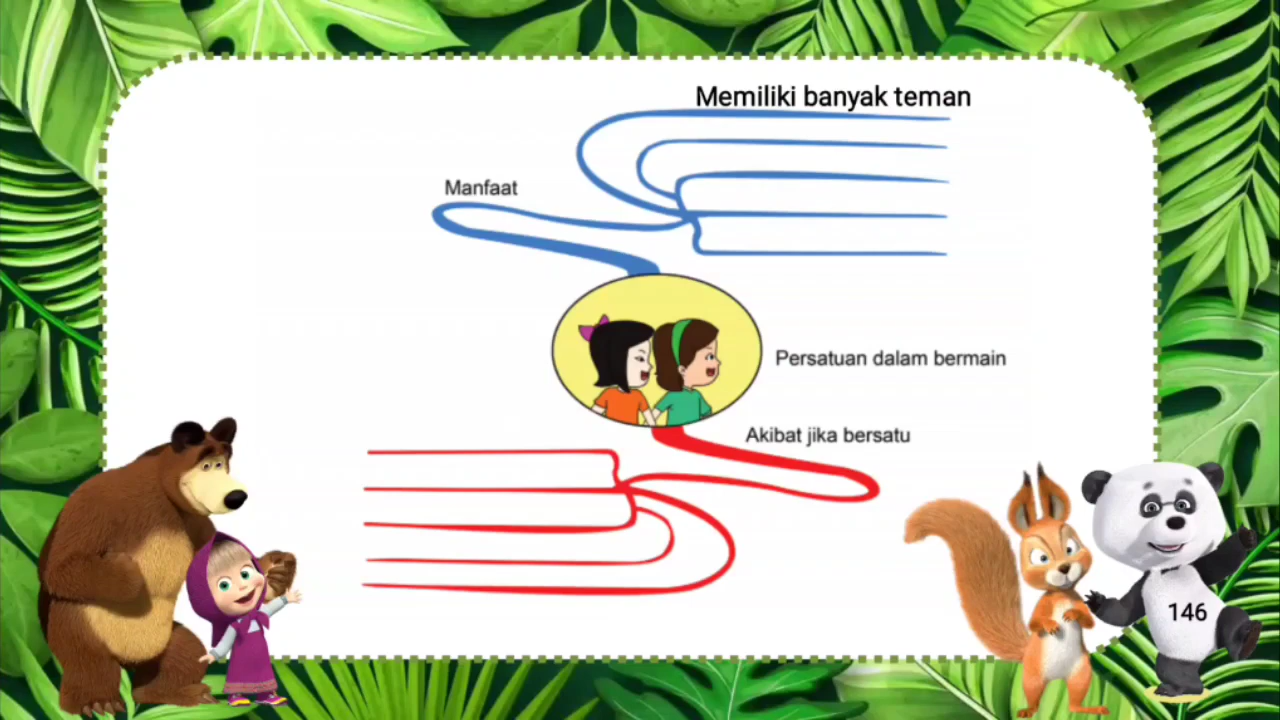 Memiliki banyak teman
Manfaat
Persatuan dalam bermain
Akibat jika bersatu
146